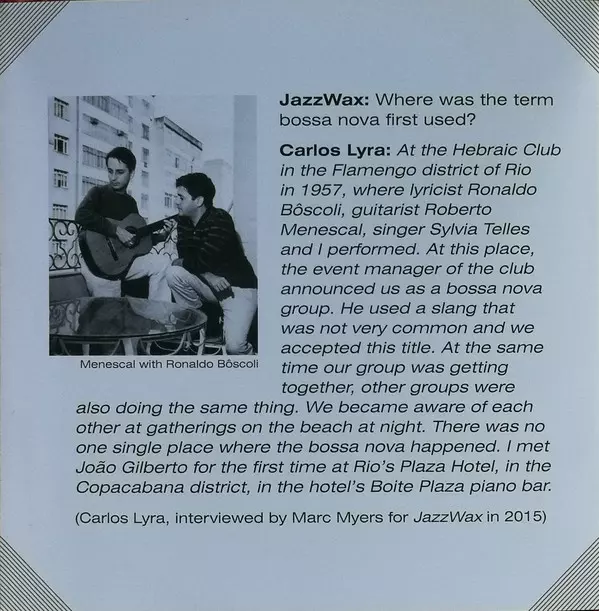 JazzWax: Where was the term
bossa nova first used?
Carlos Lyra: At the Hebraic Club
in the Flamengo district of Rio
in 1957, where lyricist Ronaldo
Bôscoli, guitarist Roberto
Menescal, singer Sylvia Telles
and I performed. At this place,
the event manager of the club
announced us as a bossa nova
group. He used a slang that
was not very common and we
accepted this title. At the same
time our group was getting
together, other groups were
also doing the same thing. We became aware of each
other at gatherings on the beach at night. There was no
one single place where the bossa nova happened. I met
João Gilberto for the first time at Rio's Plaza Hotel, in the
Copacabana district, in the hotel's Boite Plaza piano bar.
(Carlos Lyra, interviewed by Marc Myers for JazzWax in 2015)
Menescal with Ronaldo Bôscoli